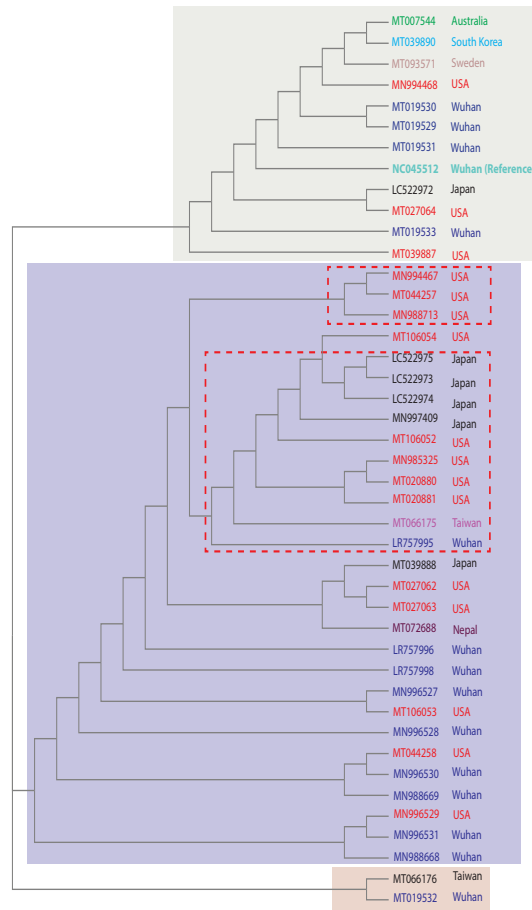 MT007544 Australia
MT039890 South Korea
MT093571 Sweden
MN994468 USA
MT019530 Wuhan
MT019529 Wuhan
MT019531 Wuhan
NC045512 Wuhan (Reference
LC522972 Japan
MT027064 USA
MT019533 Wuhan
MT039887 USA
MN994467 USA
MT044257 USA
MN988713 USA
MT106054 USA
LC522975 Japan
LC522973 Japan
LC522974 Japan
MN997409 Japan
MT106052 USA
MN985325 USA
MT020880 USA
MT020881 USA
MT066175 Taiwan
LR757995 Wuhan
MT039888 Japan
MT027062 USA
MT027063 USA
MT072688 Nepal
LR757996 Wuhan
LR757998 Wuhan
MN996527 Wuhan
MT106053 USA
MN996528 Wuhan
MT044258 USA
MN996530 Wuhan
MN988669 Wuhan
MN996529 USA
MN996531 Wuhan
MN988668 Wuhan
MT066176 Taiwan
MT019532 Wuhan